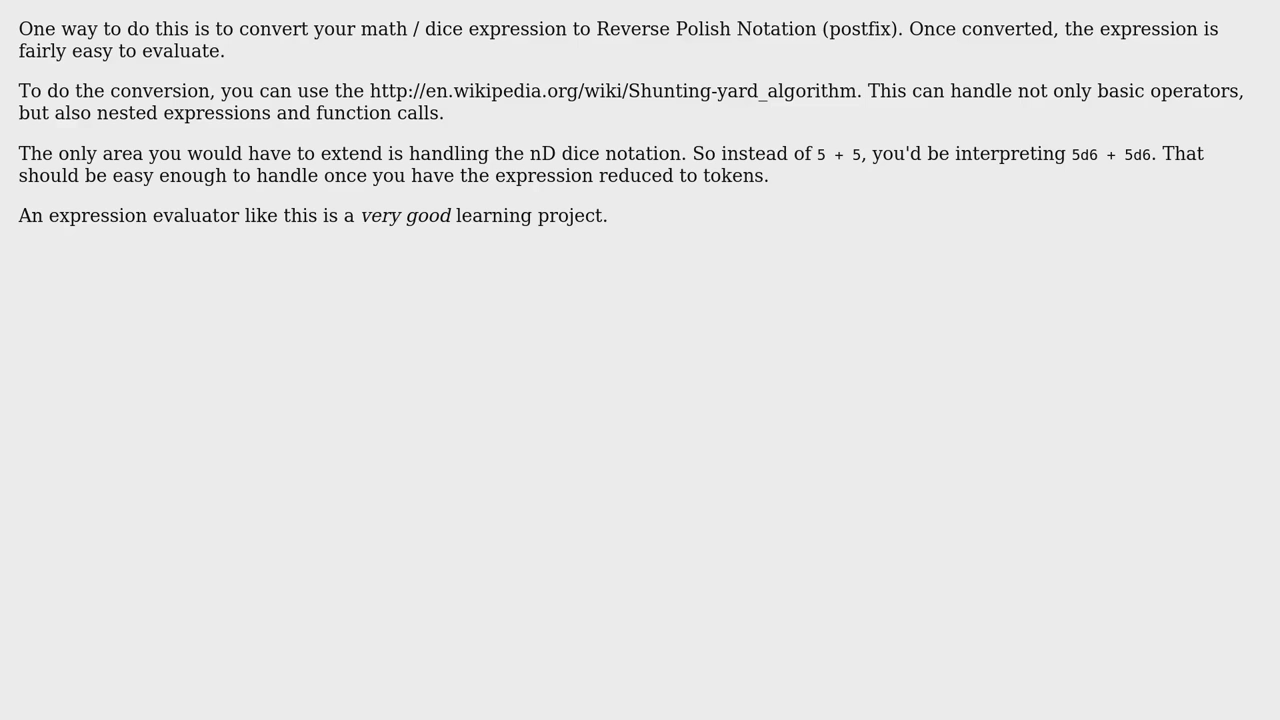 One way to do this is to convert your math / dice expression to Reverse Polish Notation (postfix). Once converted, the expression is
fairly easy to evaluate.
To do the conversion, you can use the http://en.wikipedia.org/wiki/Shunting-yard_algorithm. This can handle not only basic operators,
but also nested expressions and function calls.
The only area you would have to extend is handling the nD dice notation. So instead of 5 + 5, you'd be interpreting 5d6 + 5d6. That
should be easy enough to handle once you have the expression reduced to tokens.
An expression evaluator like this is a very good learning project.